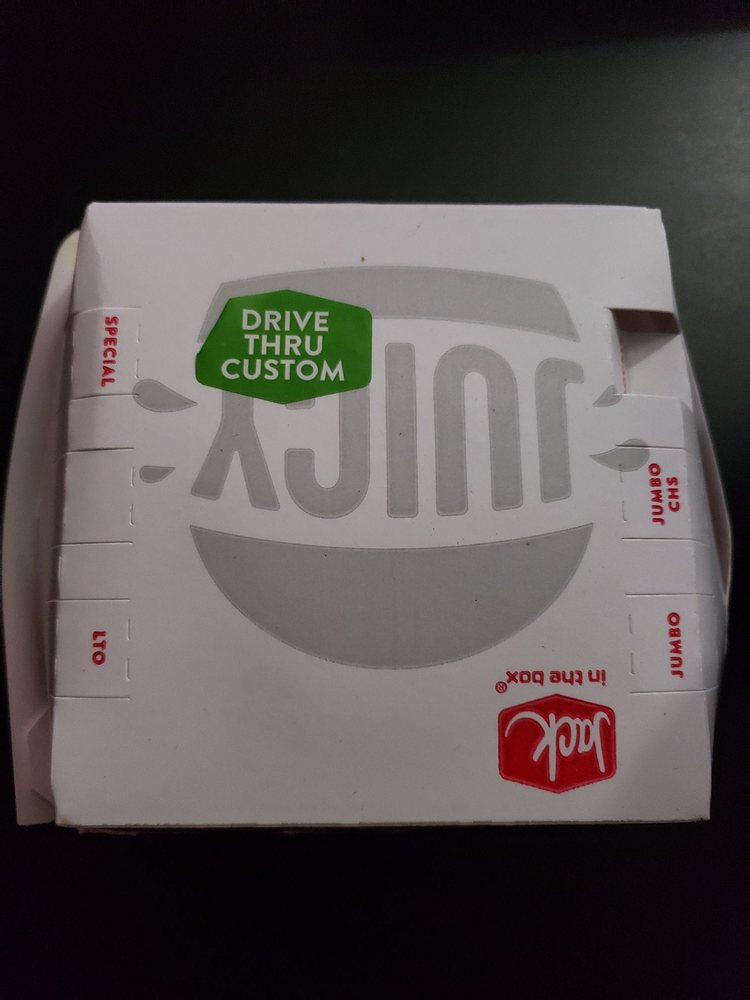 DRIVE
THRU
CUSTOM
JUICY
SPECIAL
LTO
JUMBO
CHS
JUMBO
Jack
in the box®